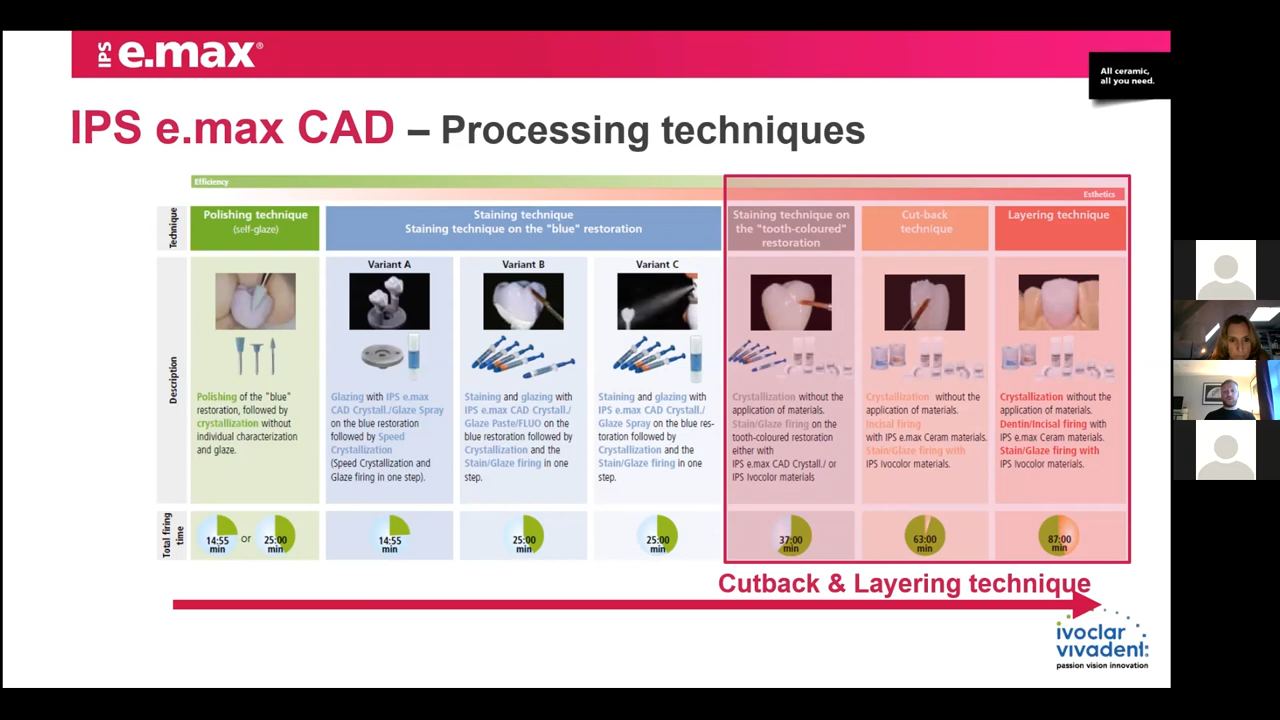 IPS e.max®
All ceramic,
all you need.
IPS e.max CAD – Processing techniques
Efficiency
Esthetics
Technique
Polishing technique
(self-glaze)
Staining technique
Staining technique on the "blue" restoration
Staining technique on
the "tooth-coloured"
restoration
Cut-back
technique
Layering technique
Description
Polishing of the "blue"
restoration, followed by
crystallization without
individual characterization
and glaze.
Variant A
Glazing with IPS e.max
CAD Crystall./Glaze Spray
on the blue restoration
followed by Speed
Crystallization
(Speed Crystallization and
Glaze firing in one step).
Variant B
Staining and glazing with
IPS e.max CAD Crystall./
Glaze Paste/FLUO on the
blue restoration followed by
Crystallization and the
Stain/Glaze firing in one
step.
Variant C
Staining and glazing with
IPS e.max CAD Crystall./
Glaze Spray on the blue res-
toration followed by
Crystallization and the
Stain/Glaze firing in one
step.
Crystallization without the
application of materials.
Stain/Glaze firing on the
tooth-coloured restoration
either with
IPS e.max CAD Crystall./ or
IPS Ivocolor materials
Crystallization without the
application of materials.
Incisal firing
with IPS e.max Ceram materials.
Stain/Glaze firing with
IPS Ivocolor materials.
Crystallization without the
application of materials.
Dentin/Incisal firing with
IPS e.max Ceram materials.
Stain/Glaze firing with
IPS Ivocolor materials.
Total firing
time
14:55
min
or
25:00
min
14:55
min
25:00
min
25:00
min
37:00
min
63:00
min
87:00
min
Cutback & Layering technique
ivoclar
vivadent:
passion vision innovation